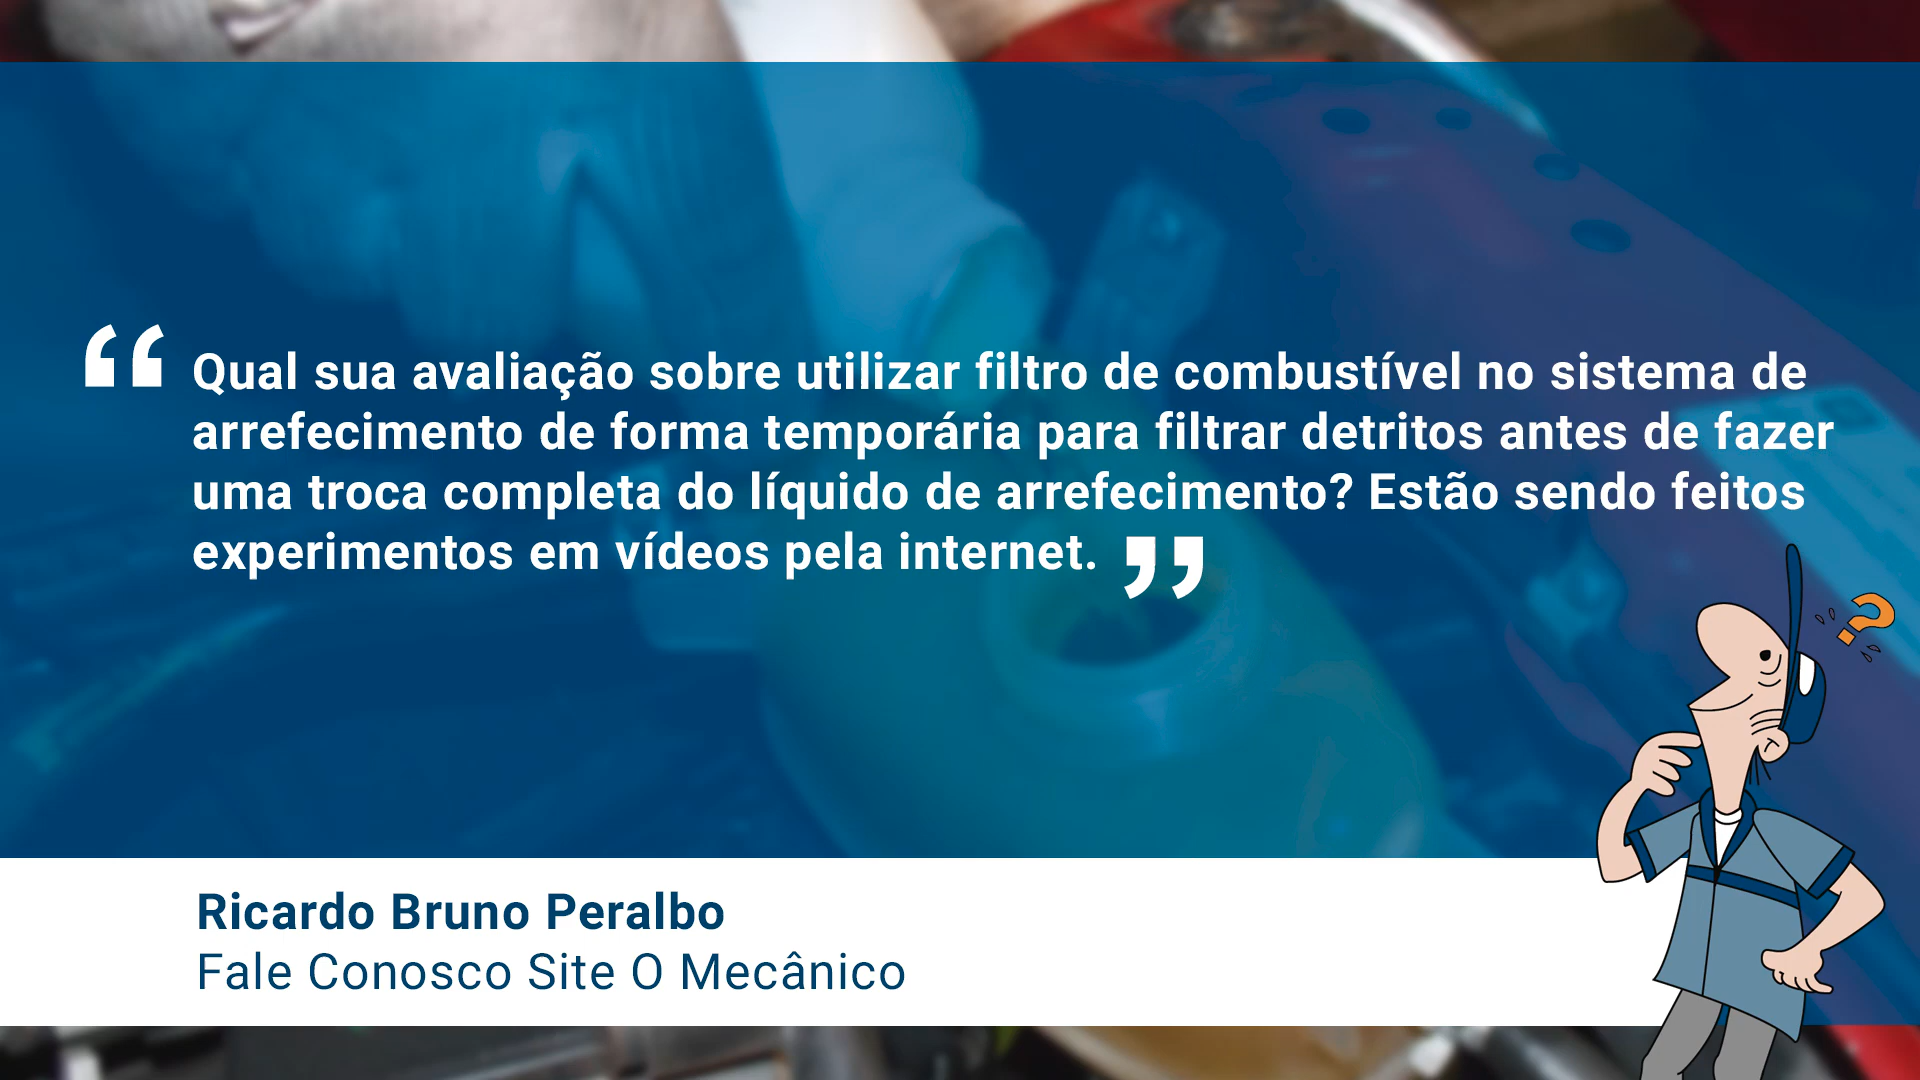 “Qual sua avaliação sobre utilizar filtro de combustível no sistema de
arrefecimento de forma temporária para filtrar detritos antes de fazer
uma troca completa do líquido de arrefecimento? Estão sendo feitos
experimentos em vídeos pela internet.”
?
Ricardo Bruno Peralbo
Fale Conosco Site O Mecânico